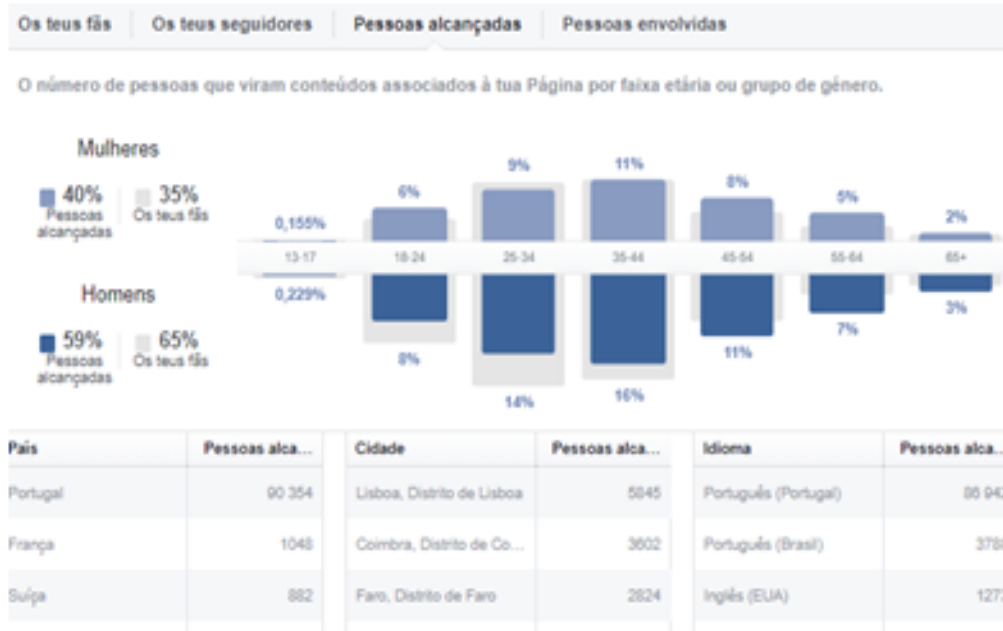 Os teus fãs Os teus seguidores Pessoas alcançadas Pessoas envolvidas
O número de pessoas que viram conteúdos associados à tua Página por faixa etária ou grupo de género.
Mulheres
40% Pessoas alcançadas
35% Os teus fãs
0,155% 6% 9% 11% 8% 5% 2%
13-17 18-24 25-34 35-44 45-54 55-64 65+
0,229% 8% 14% 16% 11% 7% 3%
Homens
59% Pessoas alcançadas
65% Os teus fãs
País Pessoas alca... Cidade Pessoas alca... Idioma Pessoas alca...
Portugal 90 354 Lisboa, Distrito de Lisboa 5845 Português (Portugal) 86 942
França 1048 Coimbra, Distrito de Co... 3602 Português (Brasil) 3788
Suíça 882 Faro, Distrito de Faro 2824 Inglês (EUA) 1273